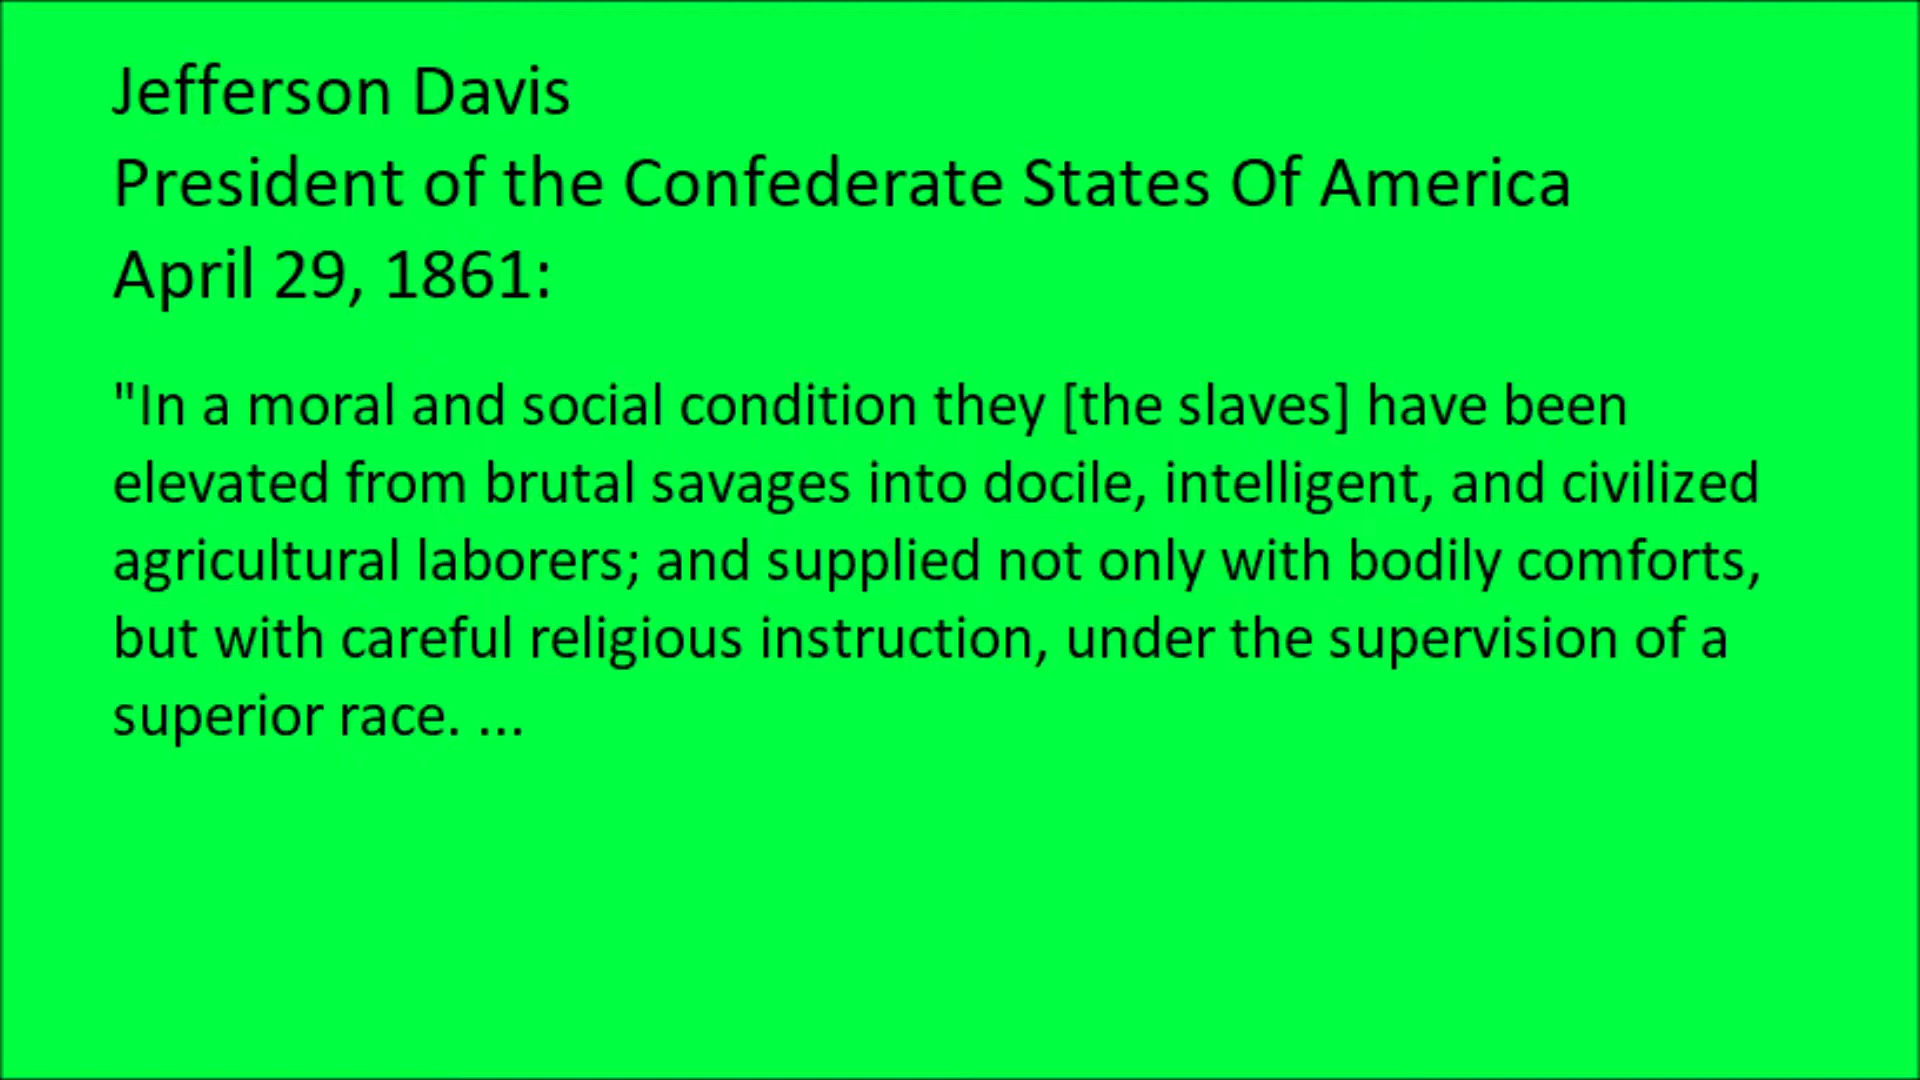 Jefferson Davis
President of the Confederate States Of America
April 29, 1861:
"In a moral and social condition they [the slaves] have been
elevated from brutal savages into docile, intelligent, and civilized
agricultural laborers; and supplied not only with bodily comforts,
but with careful religious instruction, under the supervision of a
superior race. ...